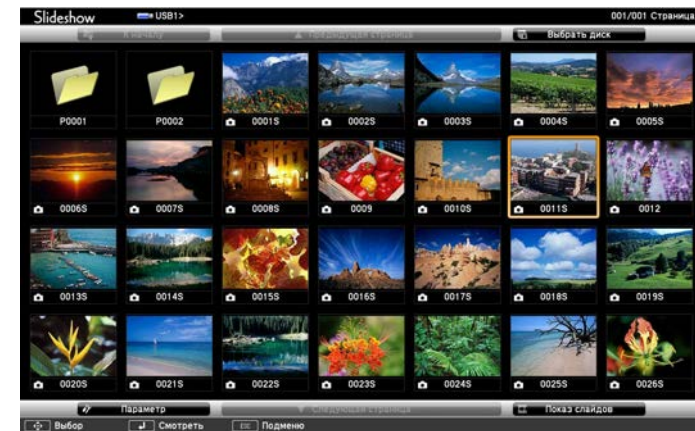 Slideshow USB1> 001/001 Страница
К началу Предыдущая страница Выбрать диск
P0001 P0002 0001S 0002S 0003S 0004S 0005S
0006S 0007S 0008S 0009 0010S 0011S 0012
0013S 0014S 0015S 0016S 0017S 0018S 0019S
0020S 0021S 0022S 0023S 0024S 0025S 0026S
Параметр Следующая страница Показ слайдов
Выбор Смотреть ESC Подменю